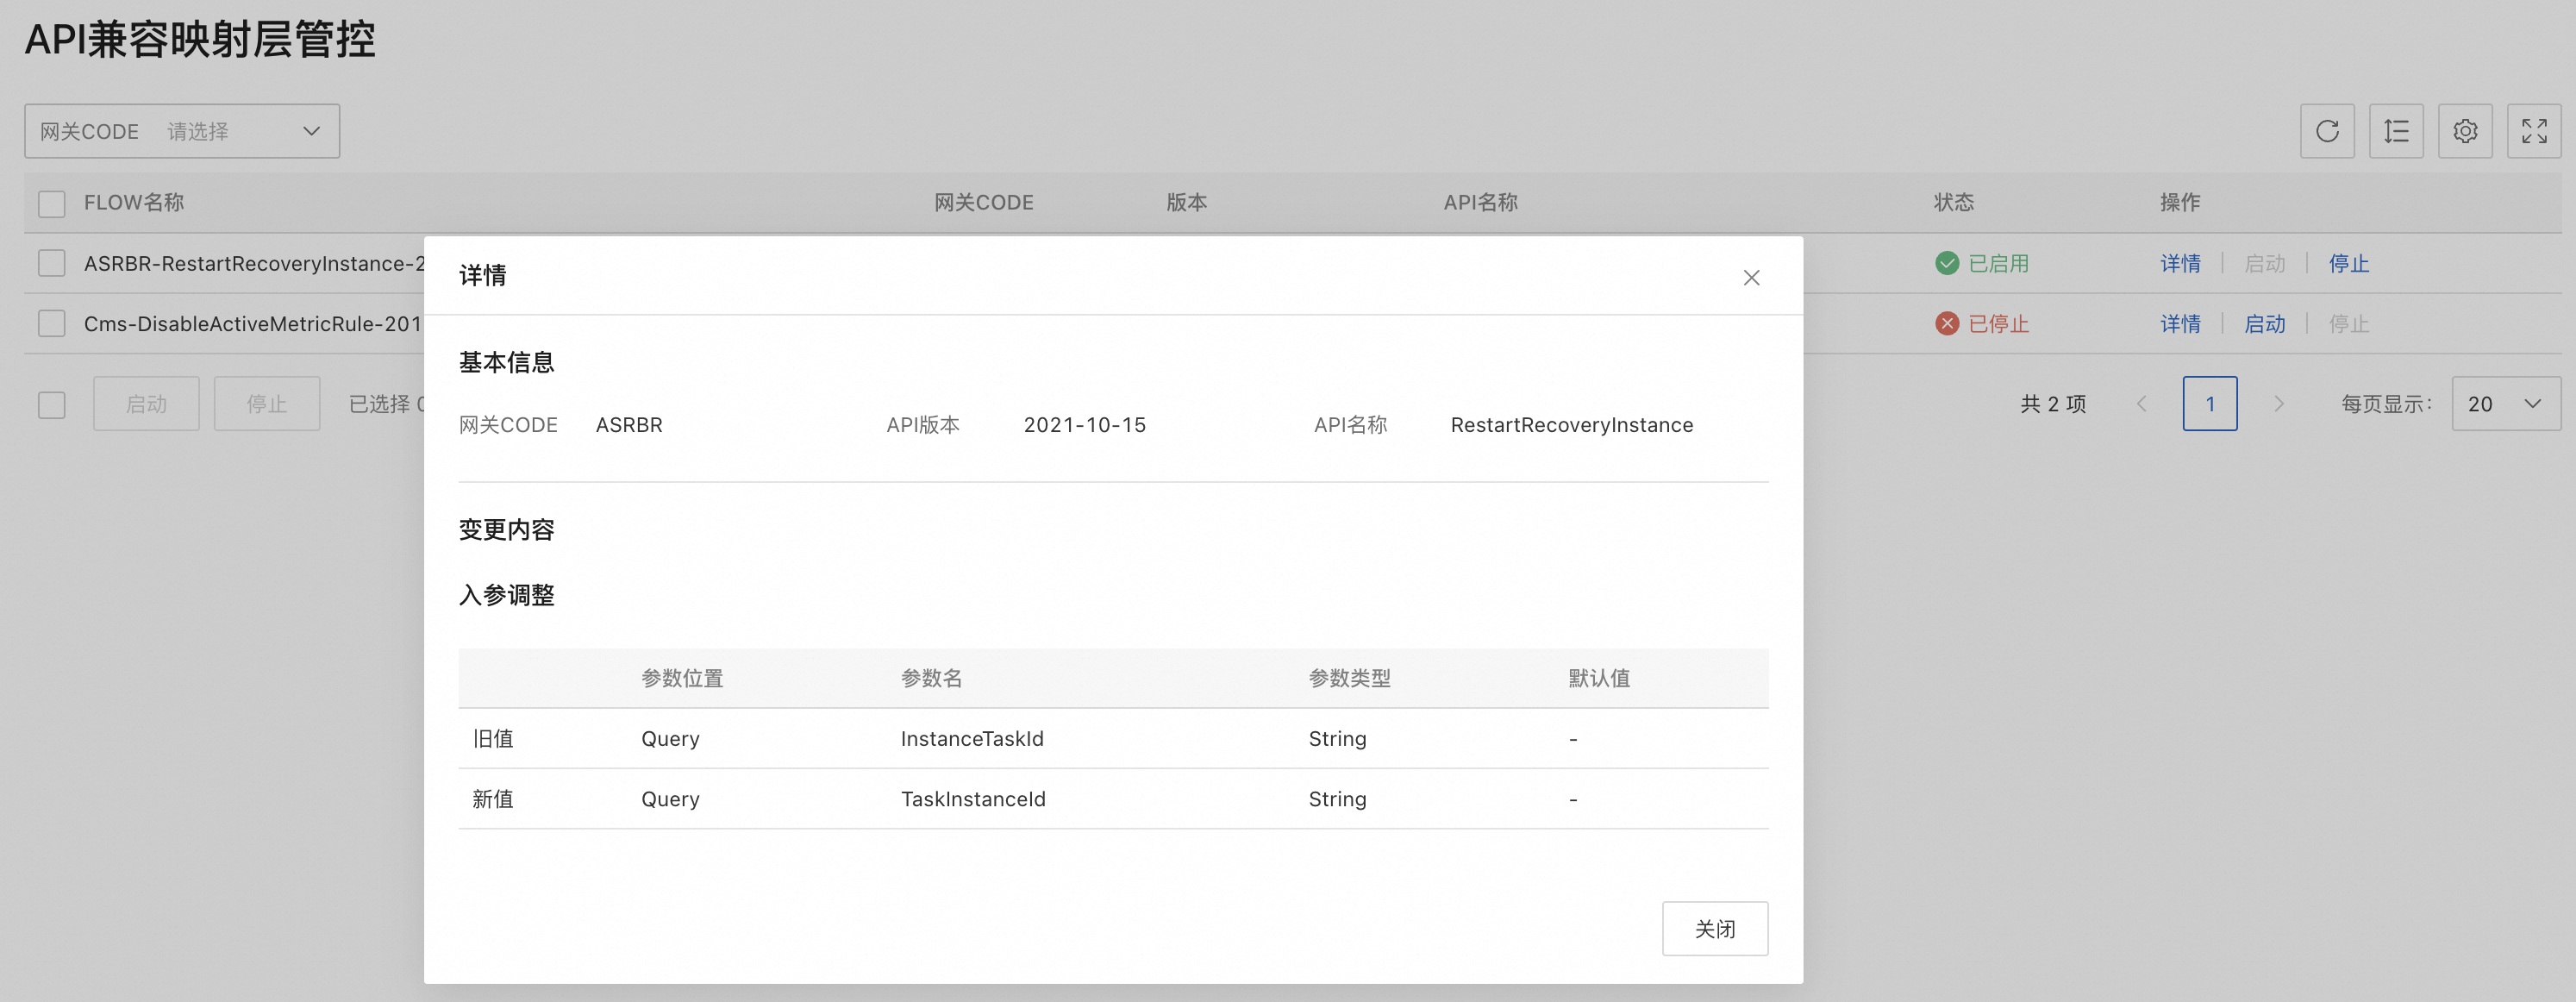 API兼容映射层管控
网关CODE 请选择
FLOW名称 网关CODE 版本 API名称 状态 操作
ASRBR-RestartRecoveryInstance-2 已启用 详情 启动 停止
Cms-DisableActiveMetricRule-201 已停止 详情 启动 停止
启动 停止 已选择 共 2 项 1 每页显示: 20
详情
基本信息
网关CODE ASRBR API版本 2021-10-15 API名称 RestartRecoveryInstance
变更内容
入参调整
参数位置 参数名 参数类型 默认值
旧值 Query InstanceTaskId String -
新值 Query TaskInstanceId String -
关闭